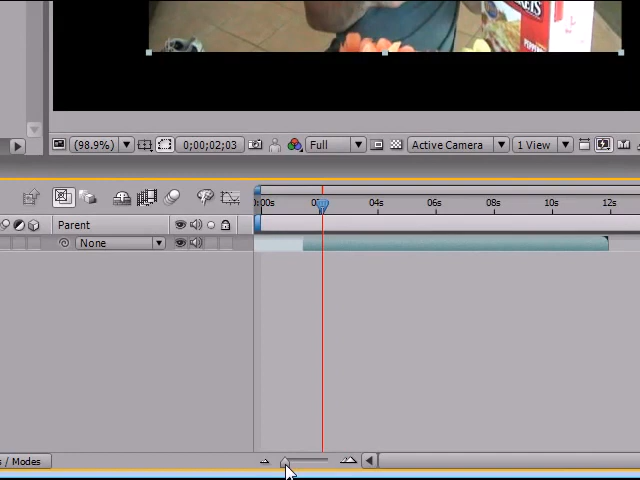 (98.9%) 0;00;02;03 Full Active Camera 1 View
0:00s 04s 06s 08s 10s 12s
Parent
None
s / Modes